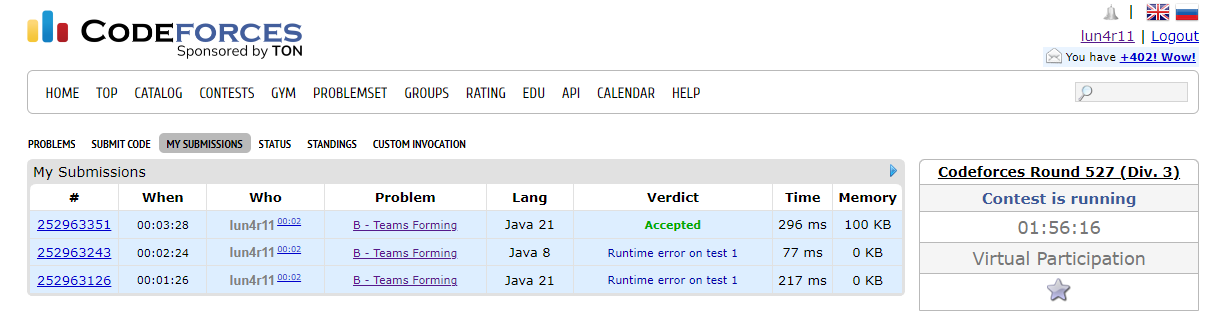 CODEFORCES
Sponsored by TON
lun4r11 | Logout
You have +402! Wow!
HOME TOP CATALOG CONTESTS GYM PROBLEMSET GROUPS RATING EDU API CALENDAR HELP
PROBLEMS SUBMIT CODE MY SUBMISSIONS STATUS STANDINGS CUSTOM INVOCATION
My Submissions
# When Who Problem Lang Verdict Time Memory
252963351 00:03:28 lun4r11 00:02 B - Teams Forming Java 21 Accepted 296 ms 100 KB
252963243 00:02:24 lun4r11 00:02 B - Teams Forming Java 8 Runtime error on test 1 77 ms 0 KB
252963126 00:01:26 lun4r11 00:02 B - Teams Forming Java 21 Runtime error on test 1 217 ms 0 KB
Codeforces Round 527 (Div. 3)
Contest is running
01:56:16
Virtual Participation